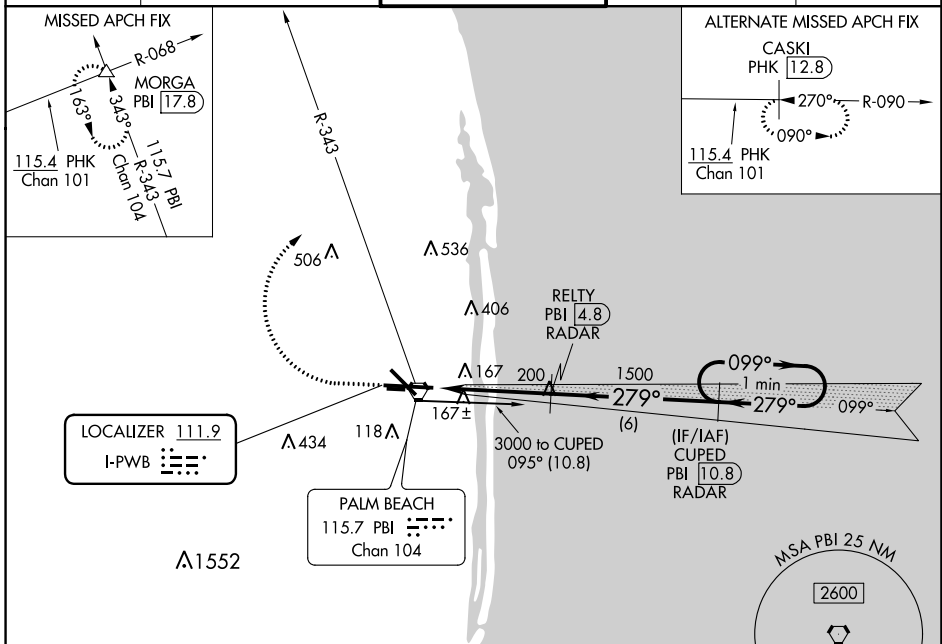 MISSED APCH FIX
R-068
MORGA
PBI 17.8
163°
343°
115.7 PBI
Chan 104
R-343
115.4 PHK
Chan 101
ALTERNATE MISSED APCH FIX
CASKI
PHK 12.8
270°
R-090
090°
115.4 PHK
Chan 101
R-343
506
536
406
RELTY
PBI 4.8
RADAR
167
200
1500
099°
1 min
279°
279°
099°
167±
(6)
3000 to CUPED
095° (10.8)
(IF/IAF)
CUPED
PBI 10.8
RADAR
LOCALIZER 111.9
I-PWB
434
118
PALM BEACH
115.7 PBI
Chan 104
1552
MSA PBI 25 NM
2600